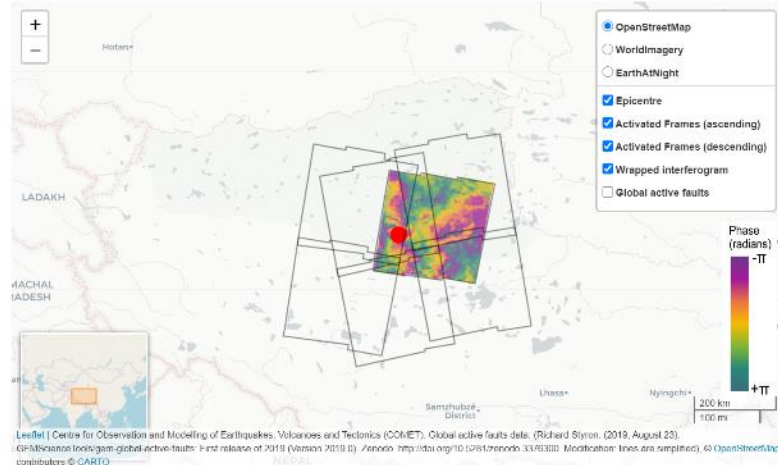 +
−
Hotan
LADAKH
MACHAL
RADESH
OpenStreetMap
WorldImagery
EarthAtNight
Epicentre
Activated Frames (ascending)
Activated Frames (descending)
Wrapped interferogram
Global active faults
Phase
(radians)
-π
+π
Samzhubzê
District
Lhasa
Nyingchi
200 km
100 mi
Leaflet | Centre for Observation and Modelling of Earthquakes, Volcanoes and Tectonics (COMET), Global active faults data: (Richard Styron. (2019, August 23).
GEMScience tools/gem-global-active-faults: First release of 2019 (Version 2019.0). Zenodo. http://doi.org/10.5281/zenodo.3376300. Modification: lines are simplified), © OpenStreetMap
contributors © CARTO
NEPAL